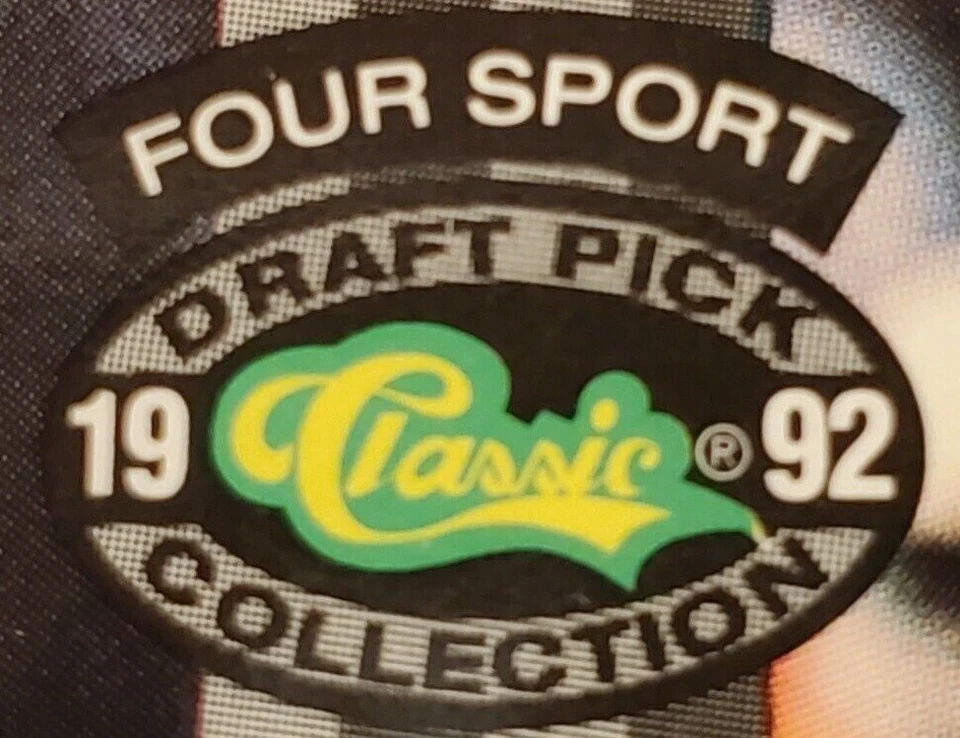 FOUR SPORT
DRAFT PICK
19 Classic ® 92
COLLECTION